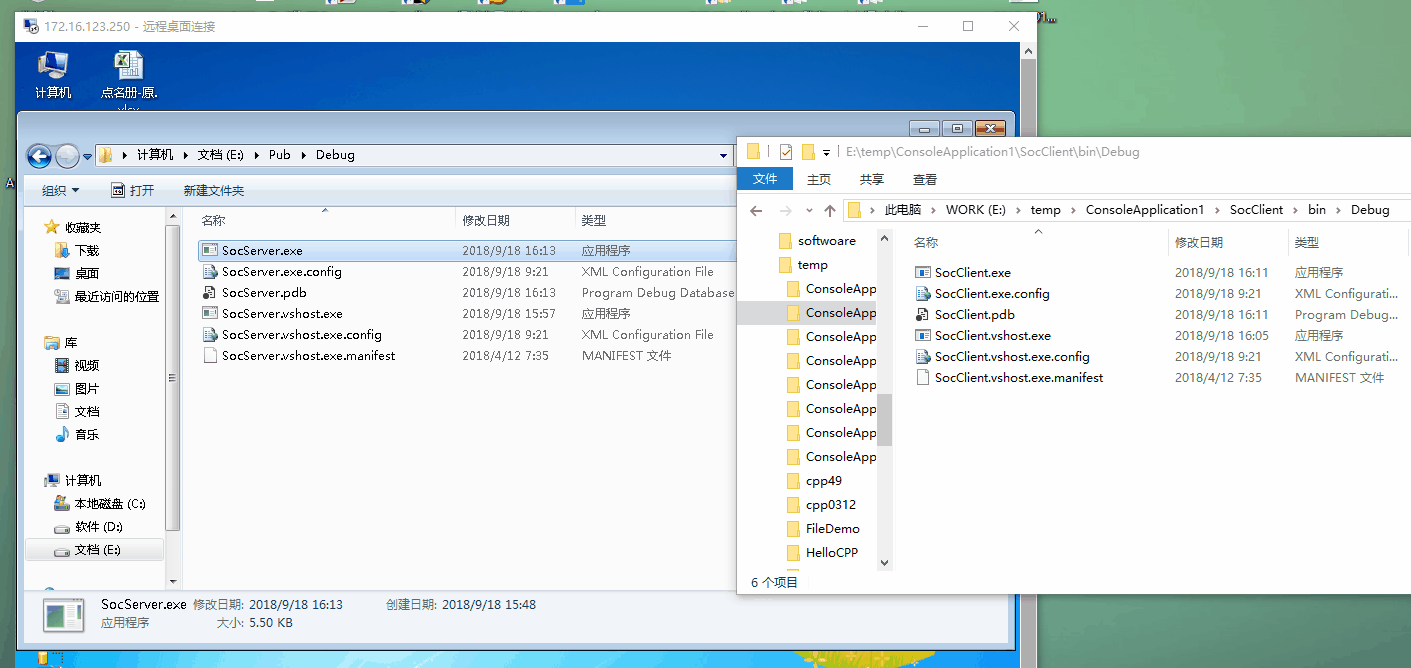 172.16.123.250 - 远程桌面连接
计算机
点名册-原.
计算机 文档 (E:) Pub Debug
组织 打开 新建文件夹
收藏夹
下载
桌面
最近访问的位置
库
视频
图片
文档
音乐
计算机
本地磁盘 (C:)
软件 (D:)
文档 (E:)
名称 修改日期 类型
SocServer.exe 2018/9/18 16:13 应用程序
SocServer.exe.config 2018/9/18 9:21 XML Configuration File
SocServer.pdb 2018/9/18 16:13 Program Debug Database
SocServer.vshost.exe 2018/9/18 15:57 应用程序
SocServer.vshost.exe.config 2018/9/18 9:21 XML Configuration File
SocServer.vshost.exe.manifest 2018/4/12 7:35 MANIFEST 文件
SocServer.exe 修改日期: 2018/9/18 16:13 创建日期: 2018/9/18 15:48
应用程序 大小: 5.50 KB
E:\temp\ConsoleApplication1\SocClient\bin\Debug
文件 主页 共享 查看
此电脑 WORK (E:) temp ConsoleApplication1 SocClient bin Debug
softwoare
temp
ConsoleApp
ConsoleApp
ConsoleApp
ConsoleApp
ConsoleApp
ConsoleApp
ConsoleApp
ConsoleApp
cpp49
cpp0312
FileDemo
HelloCPP
名称 修改日期 类型
SocClient.exe 2018/9/18 16:11 应用程序
SocClient.exe.config 2018/9/18 9:21 XML Configurati...
SocClient.pdb 2018/9/18 16:11 Program Debug...
SocClient.vshost.exe 2018/9/18 16:05 应用程序
SocClient.vshost.exe.config 2018/9/18 9:21 XML Configurati...
SocClient.vshost.exe.manifest 2018/4/12 7:35 MANIFEST 文件
6 个项目